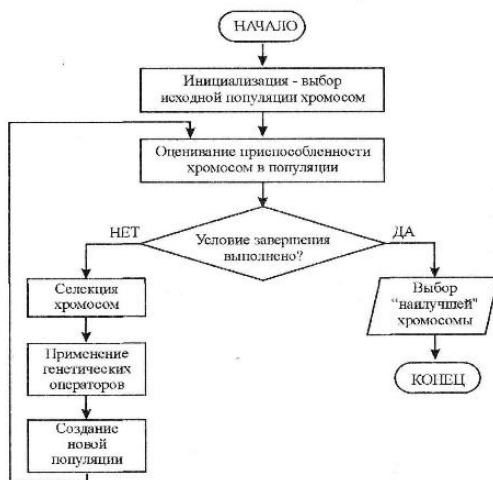 НАЧАЛО
Инициализация - выбор
исходной популяции хромосом
Оценивание приспособленности
хромосом в популяции
Условие завершения
выполнено?
НЕТ
ДА
Селекция
хромосом
Применение
генетических
операторов
Создание
новой
популяции
Выбор
"наилучшей"
хромосомы
КОНЕЦ